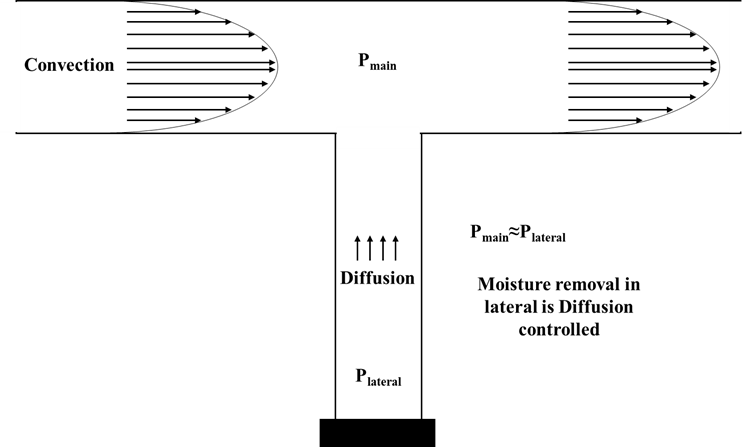 Convection
Pmain
Pmain≈Plateral
Diffusion
Moisture removal in
lateral is Diffusion
controlled
Plateral